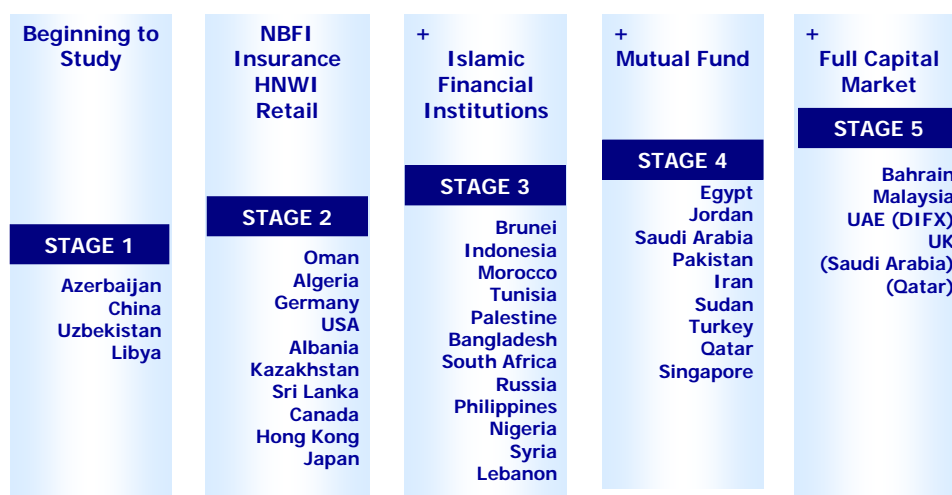 Beginning to
Study
STAGE 1
Azerbaijan
China
Uzbekistan
Libya
NBFI
Insurance
HNWI
Retail
STAGE 2
Oman
Algeria
Germany
USA
Albania
Kazakhstan
Sri Lanka
Canada
Hong Kong
Japan
+
Islamic
Financial
Institutions
STAGE 3
Brunei
Indonesia
Morocco
Tunisia
Palestine
Bangladesh
South Africa
Russia
Philippines
Nigeria
Syria
Lebanon
+
Mutual Fund
STAGE 4
Egypt
Jordan
Saudi Arabia
Pakistan
Iran
Sudan
Turkey
Qatar
Singapore
+
Full Capital
Market
STAGE 5
Bahrain
Malaysia
UAE (DIFX)
UK
(Saudi Arabia)
(Qatar)